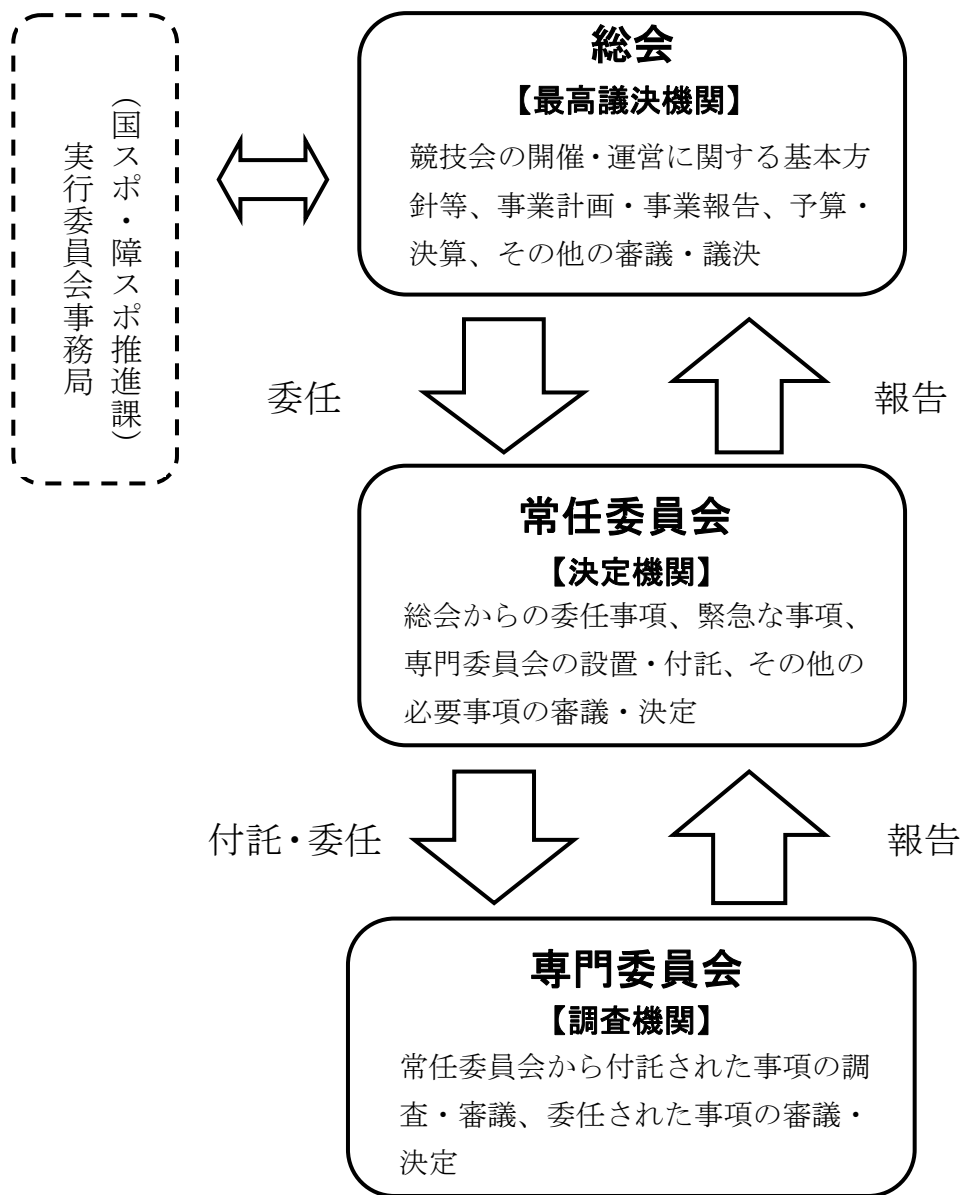 総会
【最高議決機関】
競技会の開催・運営に関する基本方
針等、事業計画・事業報告、予算・
決算、その他の審議・議決
(国スポ・障スポ推進課)
実行委員会事務局
委任
報告
常任委員会
【決定機関】
総会からの委任事項、緊急な事項、
専門委員会の設置・付託、その他の
必要事項の審議・決定
付託・委任
報告
専門委員会
【調査機関】
常任委員会から付託された事項の調
査・審議、委任された事項の審議・
決定